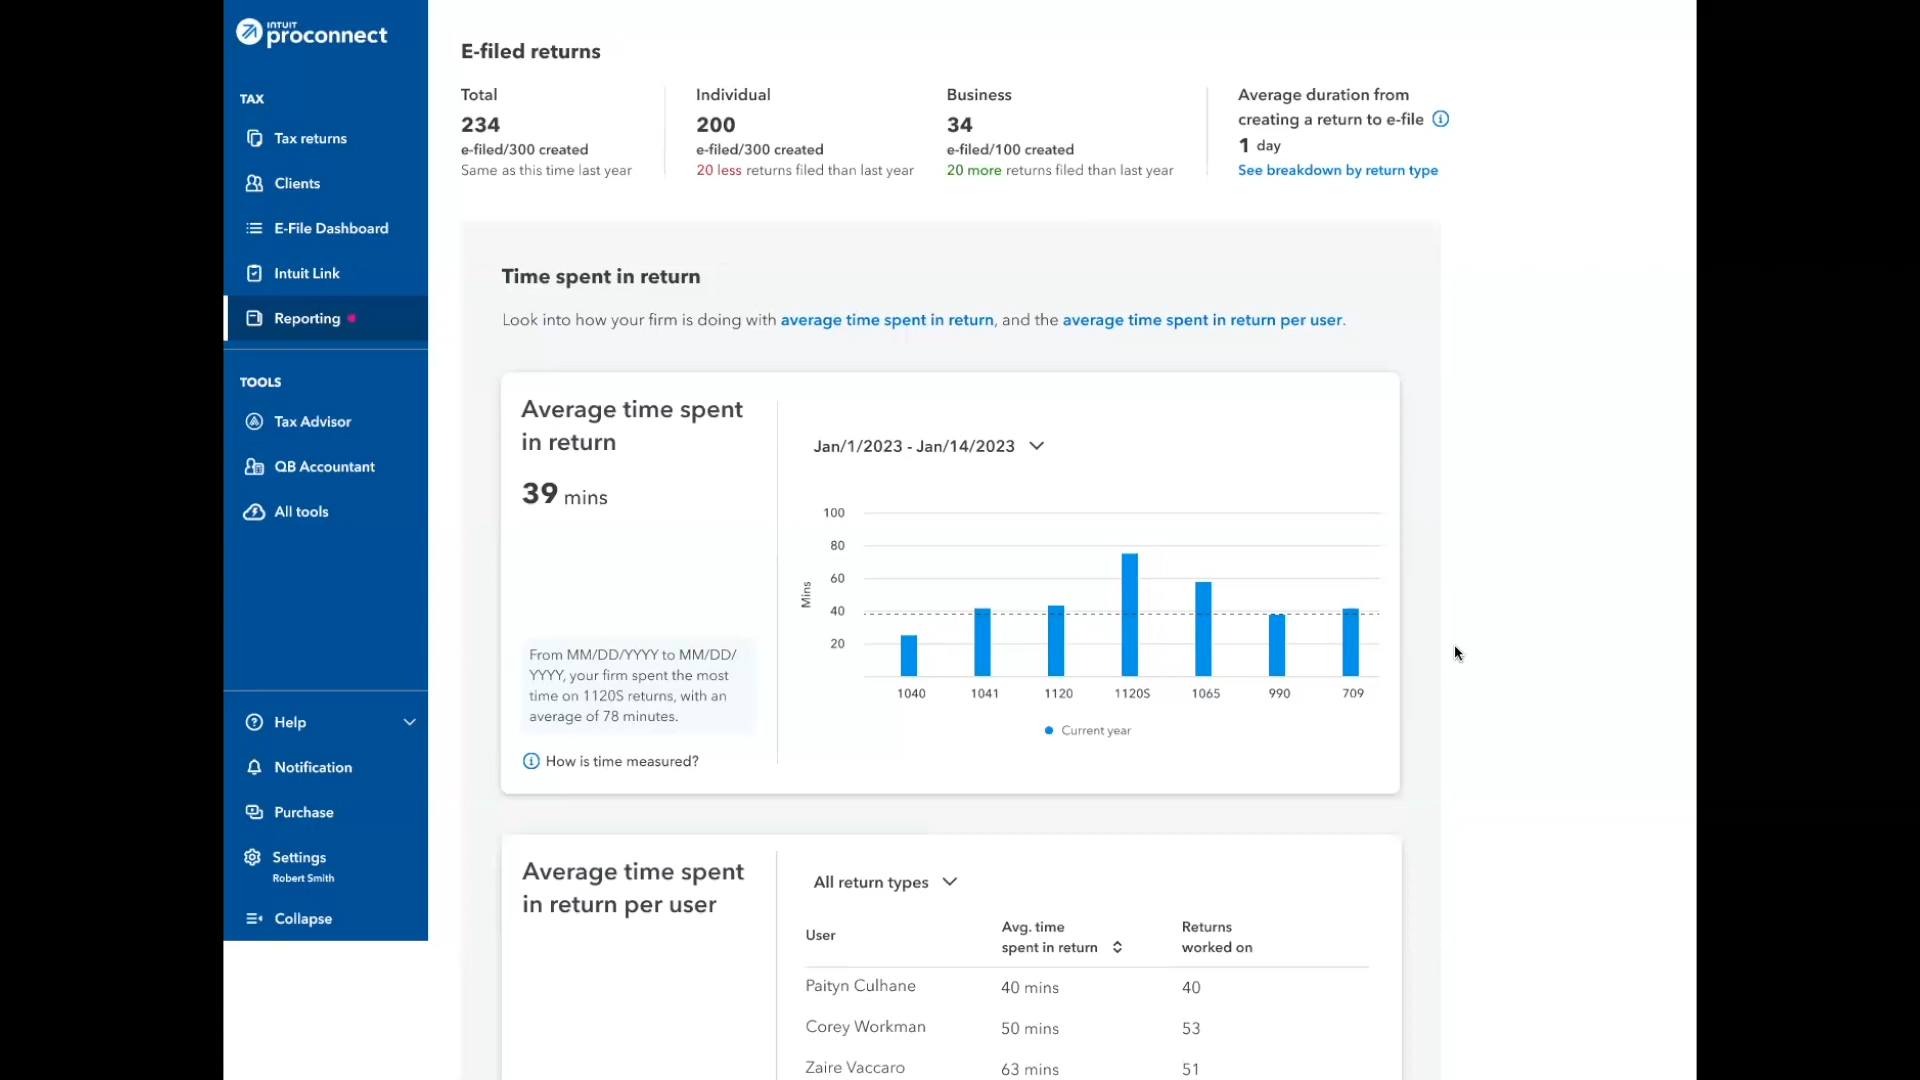 INTUIT
proconnect
TAX
Tax returns
Clients
E-File Dashboard
Intuit Link
Reporting
TOOLS
Tax Advisor
QB Accountant
All tools
Help
Notification
Purchase
Settings
Robert Smith
Collapse
E-filed returns
Total
234
e-filed/300 created
Same as this time last year
Individual
200
e-filed/300 created
20 less returns filed than last year
Business
34
e-filed/100 created
20 more returns filed than last year
Average duration from
creating a return to e-file
1 day
See breakdown by return type
Time spent in return
Look into how your firm is doing with average time spent in return, and the average time spent in return per user.
Average time spent
in return
39 mins
From MM/DD/YYYY to MM/DD/
YYYY, your firm spent the most
time on 1120S returns, with an
average of 78 minutes.
How is time measured?
Jan/1/2023 - Jan/14/2023
Mins
100
80
60
40
20
1040 1041 1120 1120S 1065 990 709
Current year
Average time spent
in return per user
All return types
User Avg. time spent in return Returns worked on
Paityn Culhane 40 mins 40
Corey Workman 50 mins 53
Zaire Vaccaro 63 mins 51